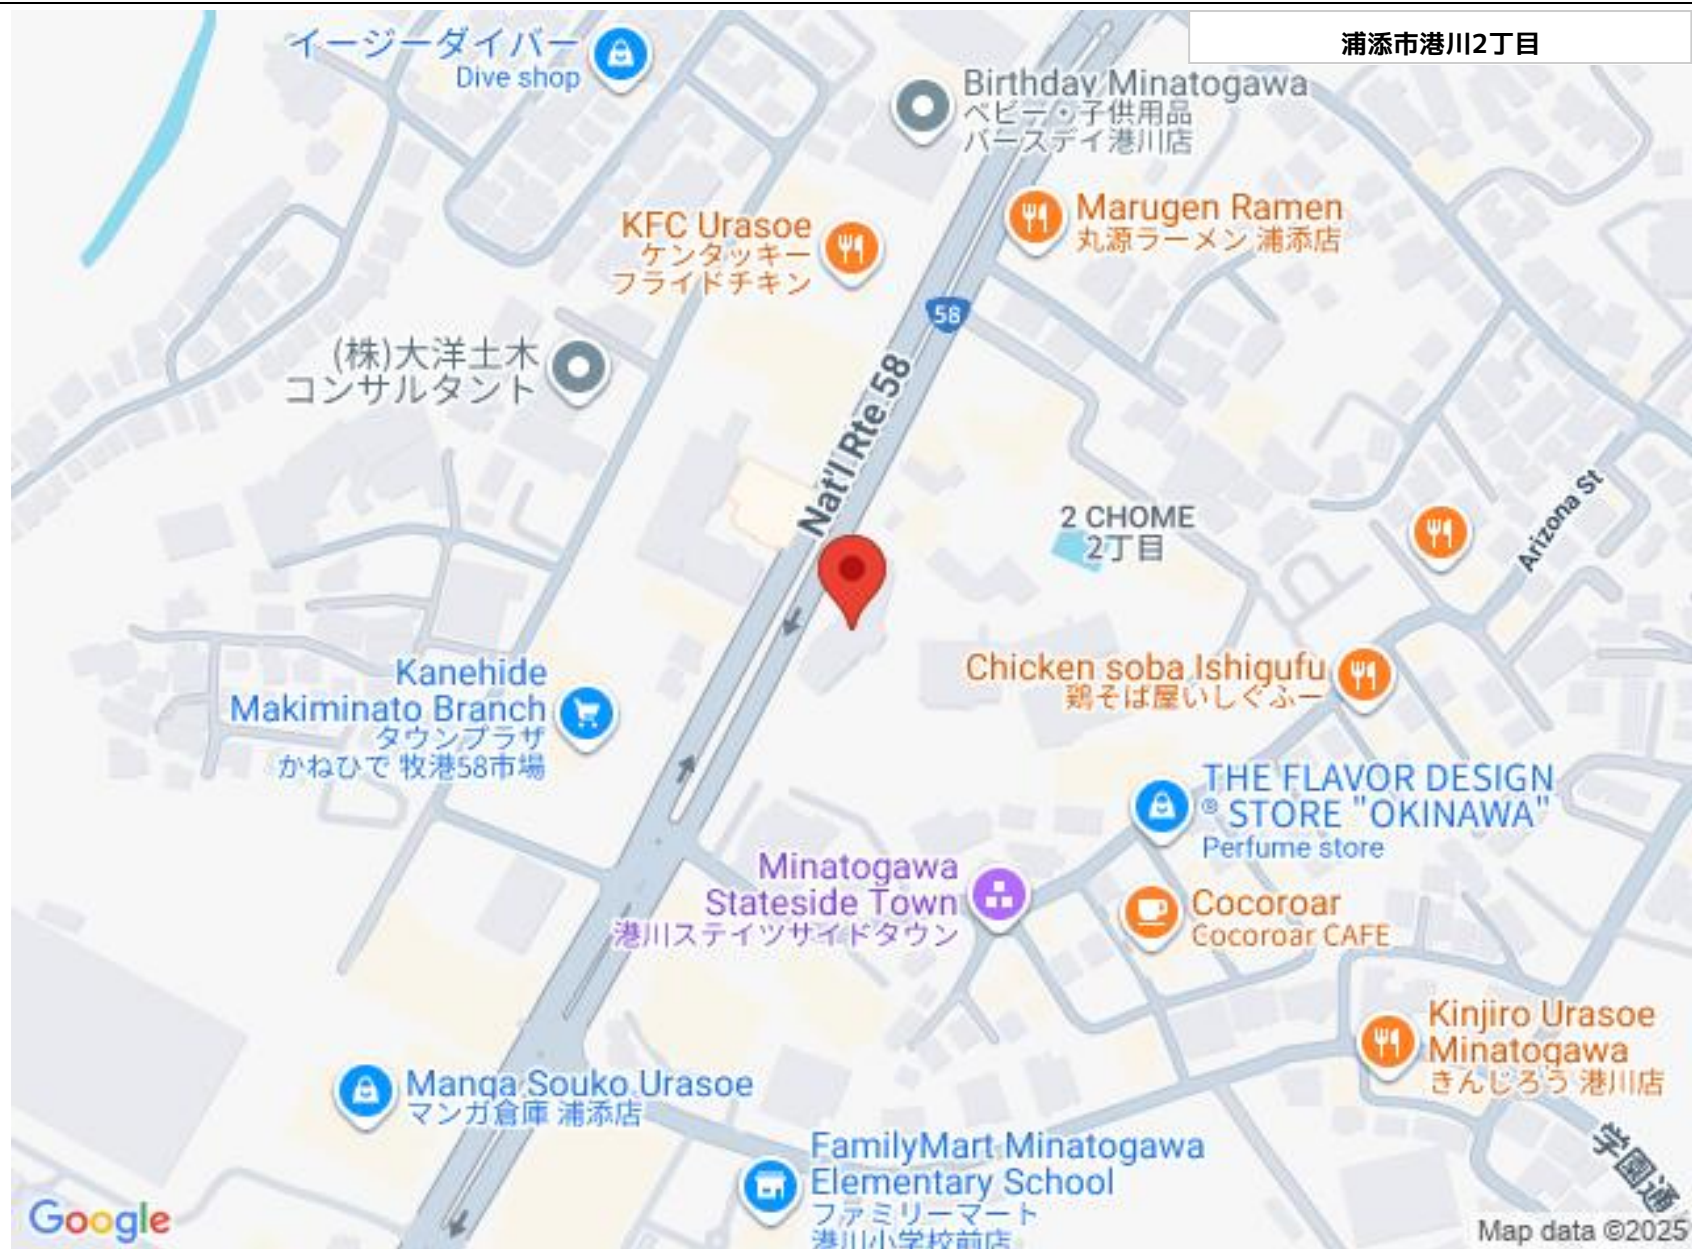 浦添市港川2丁目
イージーダイバー
Dive shop
Birthday Minatogawa
ベビー・子供用品
バースデイ港川店
KFC Urasoe
ケンタッキー
フライドチキン
Marugen Ramen
丸源ラーメン 浦添店
58
(株)大洋土木
コンサルタント
Nat'l Rte 58
2 CHOME
2丁目
Arizona St
Kanehide
Makiminato Branch
タウンプラザ
かねひで 牧港58市場
Chicken soba Ishigufu
鶏そば屋いしぐふー
THE FLAVOR DESIGN
® STORE "OKINAWA"
Perfume store
Minatogawa
Stateside Town
港川ステイツサイドタウン
Cocoroar
Cocoroar CAFE
Kinjiro Urasoe
Minatogawa
きんじろう 港川店
Manga Souko Urasoe
マンガ倉庫 浦添店
FamilyMart Minatogawa
Elementary School
ファミリーマート
港川小学校前店
学園通
Google
Map data ©2025